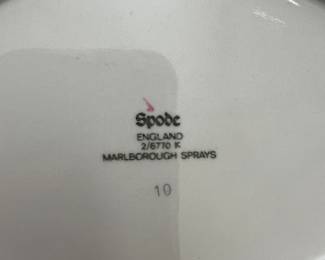 Spode
ENGLAND
2/6770 K
MARLBOROUGH SPRAYS
10